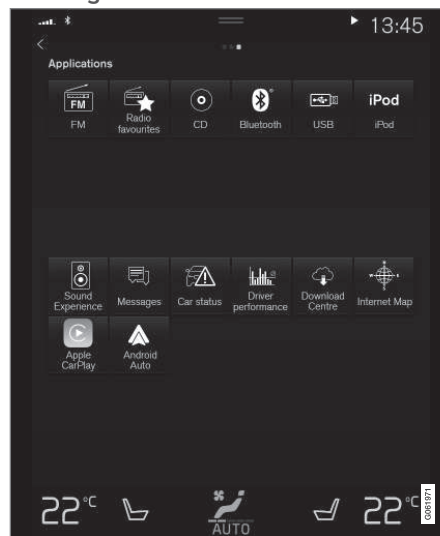 13:45
Applications
FM
FM
Radio
favourites
CD
Bluetooth
USB
iPod
iPod
Sound
Experience
Messages
Car status
Driver
performance
Download
Centre
Internet Map
Apple
CarPlay
Android
Auto
22°C
AUTO
22°C
G061971